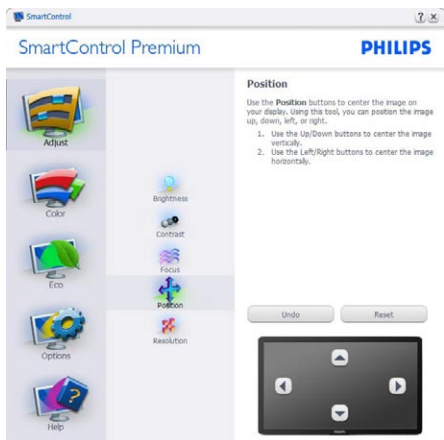 SmartControl
SmartControl Premium
PHILIPS
Adjust
Color
Eco
Options
Help
Brightness
Contrast
Focus
Position
Resolution
Position
Use the Position buttons to center the image on
your display. Using this tool, you can position the image
up, down, left, or right.
1. Use the Up/Down buttons to center the image
vertically.
2. Use the Left/Right buttons to center the image
horizontally.
Undo
Reset
PHILIPS